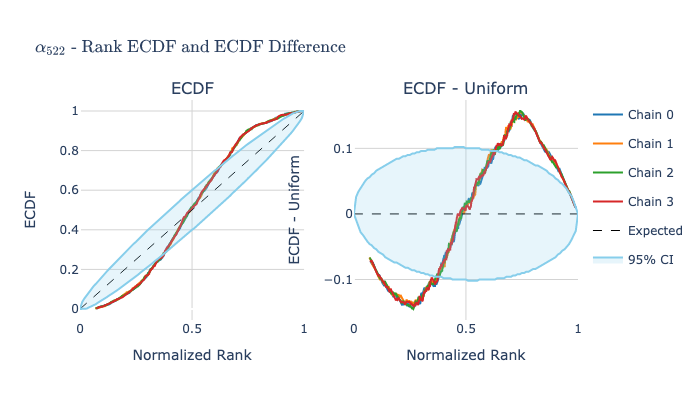 α₅₂₂ - Rank ECDF and ECDF Difference
ECDF
ECDF - Uniform
1
0.8
0.6
0.4
0.2
0
ECDF
0
0.5
1
Normalized Rank
0.1
0
−0.1
ECDF - Uniform
0
0.5
1
Normalized Rank
Chain 0
Chain 1
Chain 2
Chain 3
Expected
95% CI